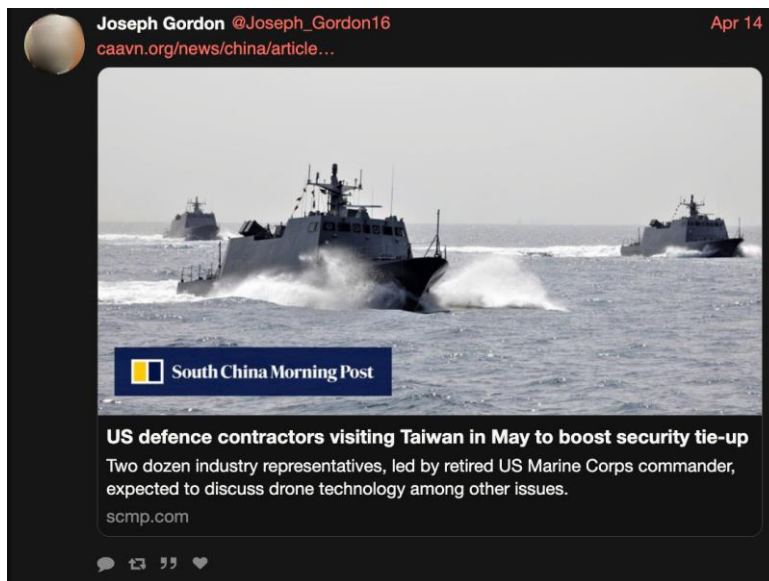 Joseph Gordon @Joseph_Gordon16 Apr 14
caavn.org/news/china/article…
South China Morning Post
US defence contractors visiting Taiwan in May to boost security tie-up
Two dozen industry representatives, led by retired US Marine Corps commander,
expected to discuss drone technology among other issues.
scmp.com